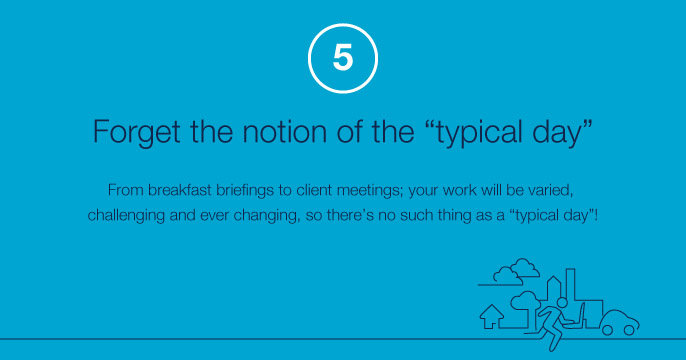 5
Forget the notion of the “typical day”
From breakfast briefings to client meetings; your work will be varied,
challenging and ever changing, so there’s no such thing as a “typical day”!